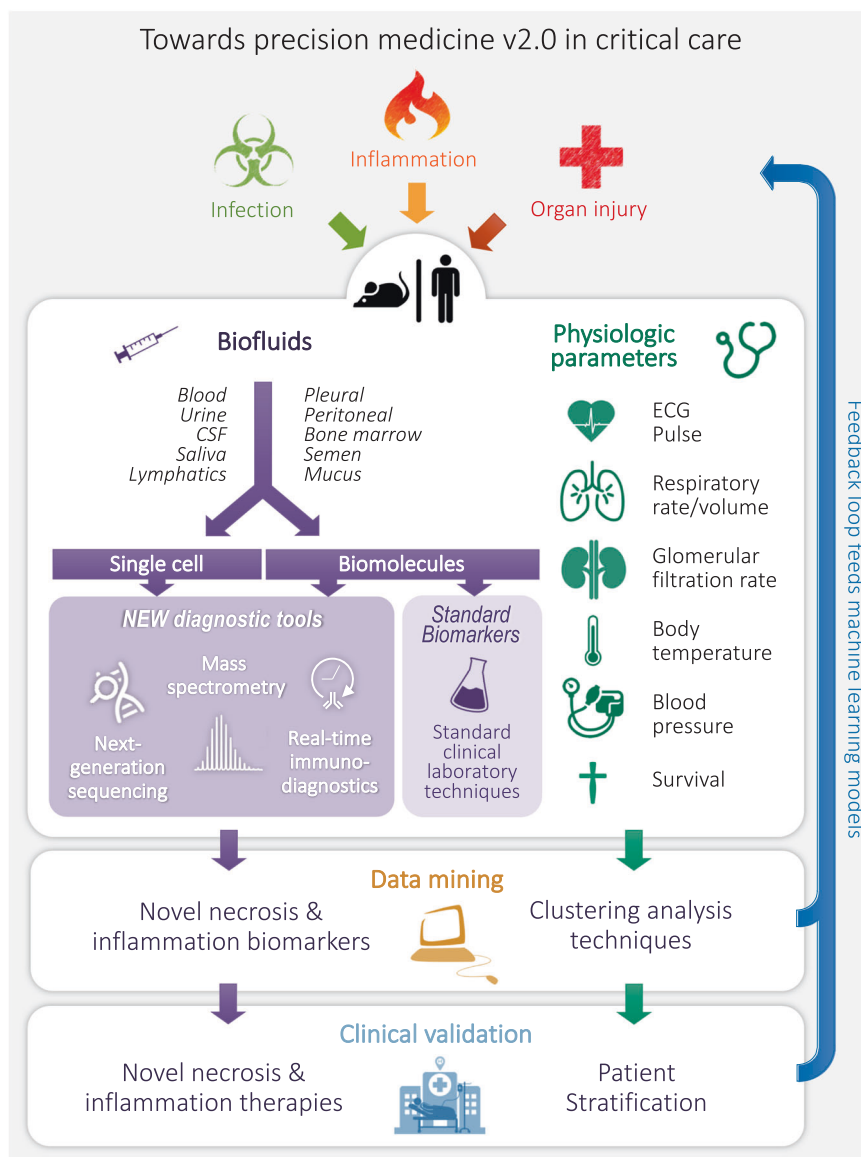 Towards precision medicine v2.0 in critical care
Inflammation
Infection
Organ injury
Biofluids
Blood
Urine
CSF
Saliva
Lymphatics
Pleural
Peritoneal
Bone marrow
Semen
Mucus
Single cell
Biomolecules
NEW diagnostic tools
Next-
generation
sequencing
Mass
spectrometry
Real-time
immuno-
diagnostics
Standard
Biomarkers
Standard
clinical
laboratory
techniques
Physiologic
parameters
ECG
Pulse
Respiratory
rate/volume
Glomerular
filtration rate
Body
temperature
Blood
pressure
Survival
Data mining
Novel necrosis &
inflammation biomarkers
Clustering analysis
techniques
Clinical validation
Novel necrosis &
inflammation therapies
Patient
Stratification
Feedback loop feeds machine learning models